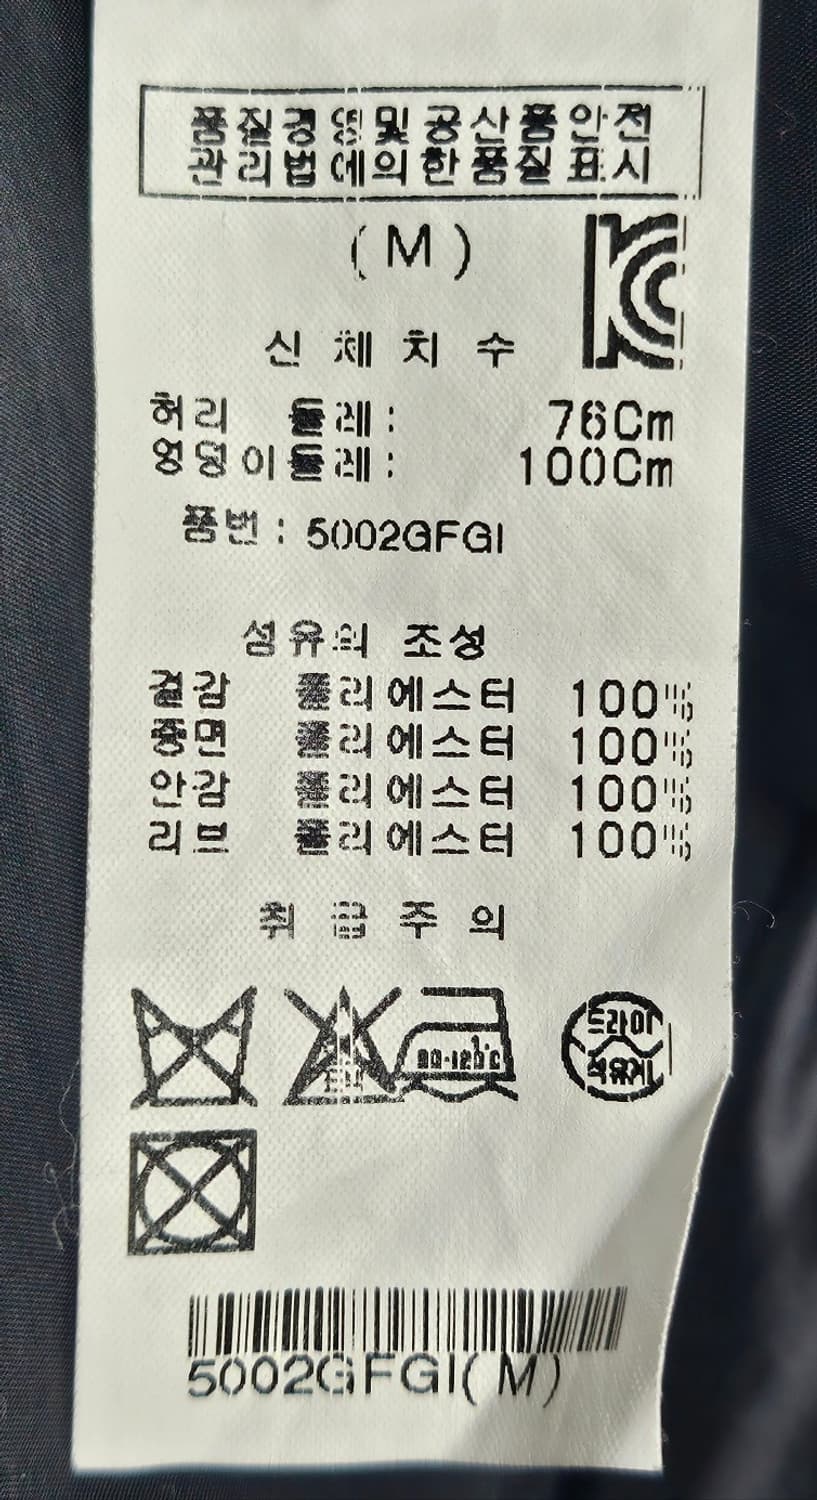 품질경영및공산품안전
관리법에의한품질표시
(M)
신체치수
허리 둘레: 76Cm
엉덩이둘레: 100Cm
품번: 5002GFGI
섬유의 조성
겉감 폴리에스터 100%
충면 폴리에스터 100%
안감 폴리에스터 100%
리브 폴리에스터 100%
취급주의
80-120℃
드라이
석유계
5002GFGI(M)